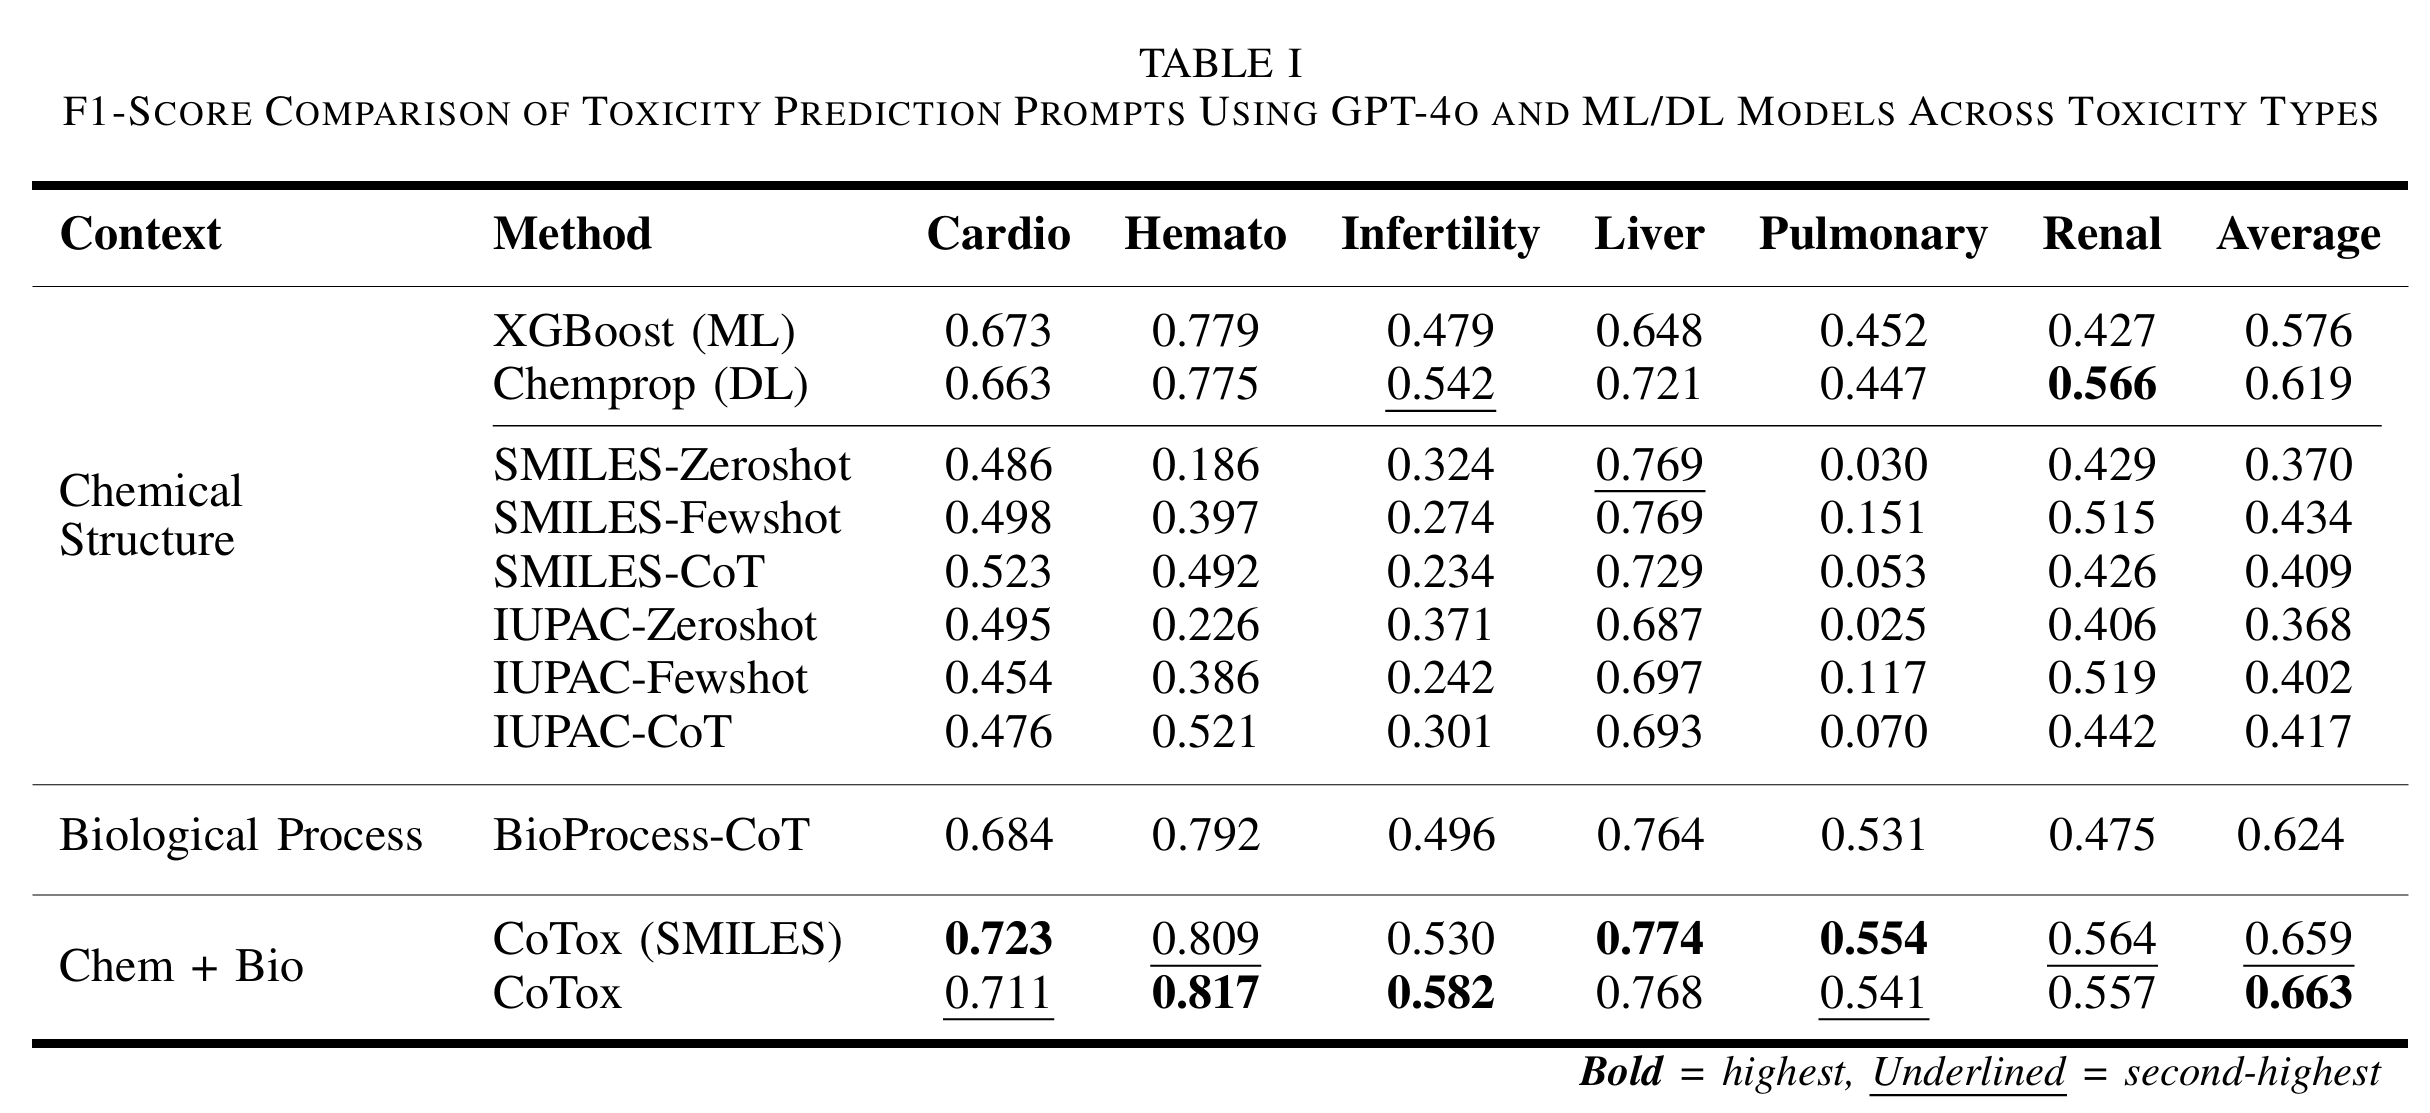 TABLE I
F1-SCORE COMPARISON OF TOXICITY PREDICTION PROMPTS USING GPT-4O AND ML/DL MODELS ACROSS TOXICITY TYPES
Context Method Cardio Hemato Infertility Liver Pulmonary Renal Average
XGBoost (ML) 0.673 0.779 0.479 0.648 0.452 0.427 0.576
Chemprop (DL) 0.663 0.775 0.542 0.721 0.447 0.566 0.619
Chemical
Structure
SMILES-Zeroshot 0.486 0.186 0.324 0.769 0.030 0.429 0.370
SMILES-Fewshot 0.498 0.397 0.274 0.769 0.151 0.515 0.434
SMILES-CoT 0.523 0.492 0.234 0.729 0.053 0.426 0.409
IUPAC-Zeroshot 0.495 0.226 0.371 0.687 0.025 0.406 0.368
IUPAC-Fewshot 0.454 0.386 0.242 0.697 0.117 0.519 0.402
IUPAC-CoT 0.476 0.521 0.301 0.693 0.070 0.442 0.417
Biological Process BioProcess-CoT 0.684 0.792 0.496 0.764 0.531 0.475 0.624
Chem + Bio
CoTox (SMILES) 0.723 0.809 0.530 0.774 0.554 0.564 0.659
CoTox 0.711 0.817 0.582 0.768 0.541 0.557 0.663
Bold = highest, Underlined = second-highest